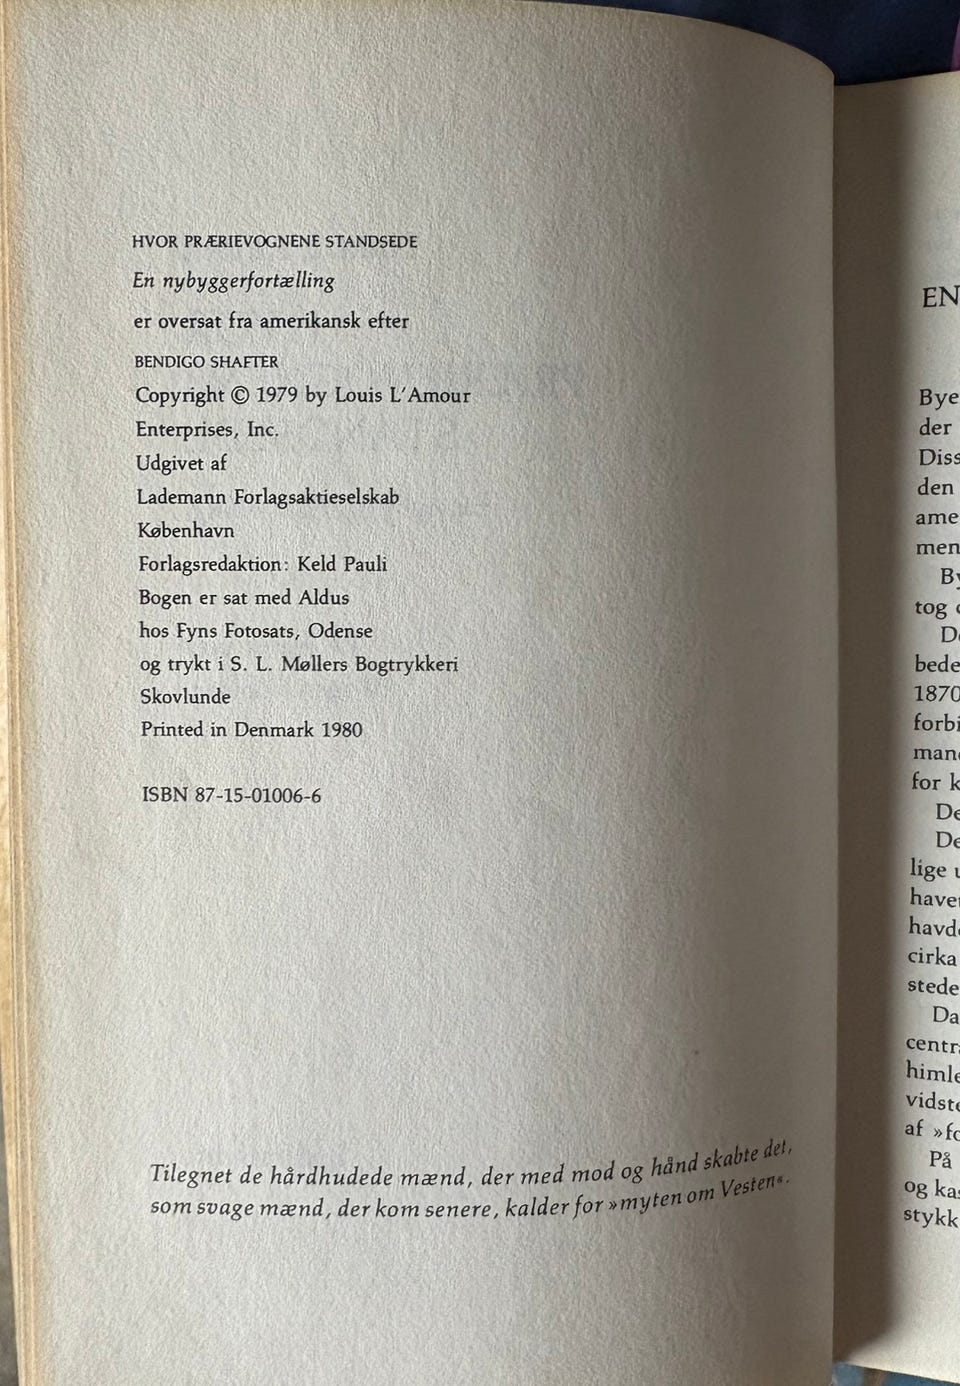 HVOR PRÆRIEVOGNENE STANDSEDE
En nybyggerfortælling
er oversat fra amerikansk efter
BENDIGO SHAFTER
Copyright © 1979 by Louis L'Amour
Enterprises, Inc.
Udgivet af
Lademann Forlagsaktieselskab
København
Forlagsredaktion: Keld Pauli
Bogen er sat med Aldus
hos Fyns Fotosats, Odense
og trykt i S. L. Møllers Bogtrykkeri
Skovlunde
Printed in Denmark 1980
ISBN 87-15-01006-6
Tilegnet de hårdhudede mænd, der med mod og hånd skabte det,
som svage mænd, der kom senere, kalder for »myten om Vesten«.
EN
Bye
der
Diss
den
ame
men
By
tog
De
bede
1870
forbi
man
for k
De
De
lige u
have
havd
cirka
stede
Da
centr
himle
vidste
af »fo
På
og kas
stykk